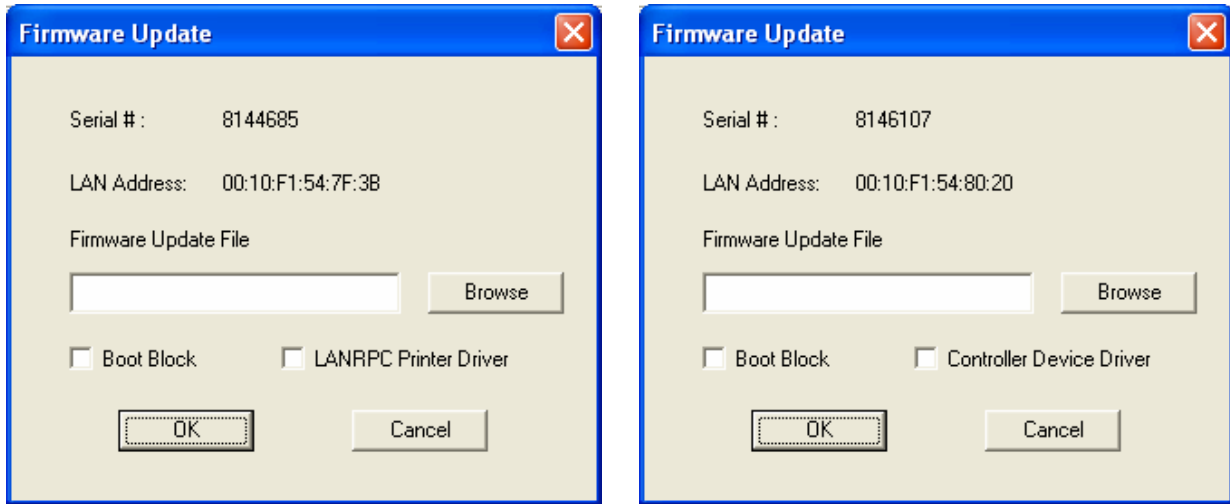 Firmware Update
Serial # : 8144685
LAN Address: 00:10:F1:54:7F:3B
Firmware Update File
Browse
Boot Block LANRPC Printer Driver
OK Cancel
Firmware Update
Serial # : 8146107
LAN Address: 00:10:F1:54:80:20
Firmware Update File
Browse
Boot Block Controller Device Driver
OK Cancel